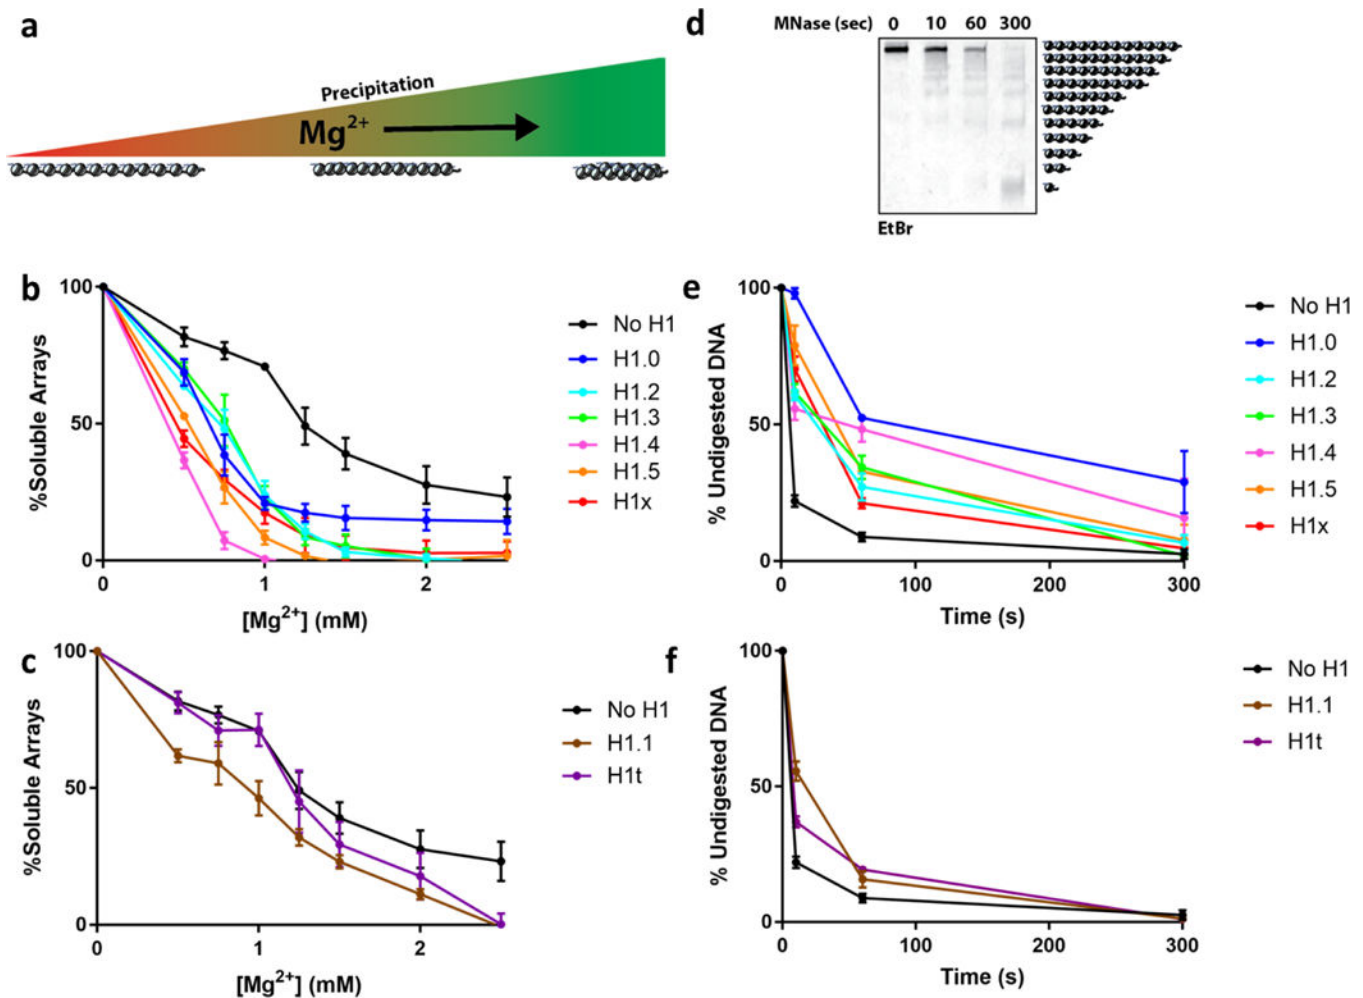 a
Precipitation
Mg2+
d
MNase (sec) 0 10 60 300
EtBr
b
100
50
0
0 1 2
%Soluble Arrays
[Mg2+] (mM)
No H1
H1.0
H1.2
H1.3
H1.4
H1.5
H1x
e
100
50
0
0 100 200 300
% Undigested DNA
Time (s)
No H1
H1.0
H1.2
H1.3
H1.4
H1.5
H1x
c
100
50
0
0 1 2
%Soluble Arrays
[Mg2+] (mM)
No H1
H1.1
H1t
f
100
50
0
0 100 200 300
% Undigested DNA
Time (s)
No H1
H1.1
H1t